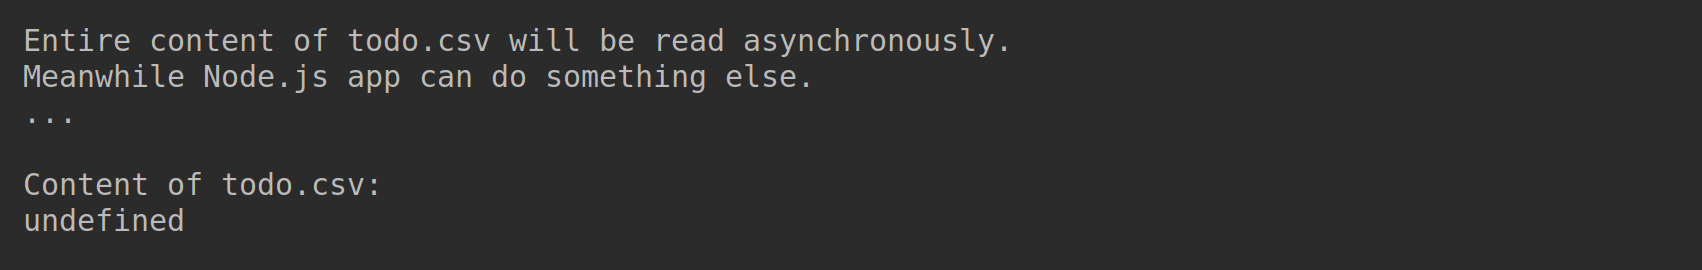 Entire content of todo.csv will be read asynchronously.
Meanwhile Node.js app can do something else.
...
Content of todo.csv:
undefined